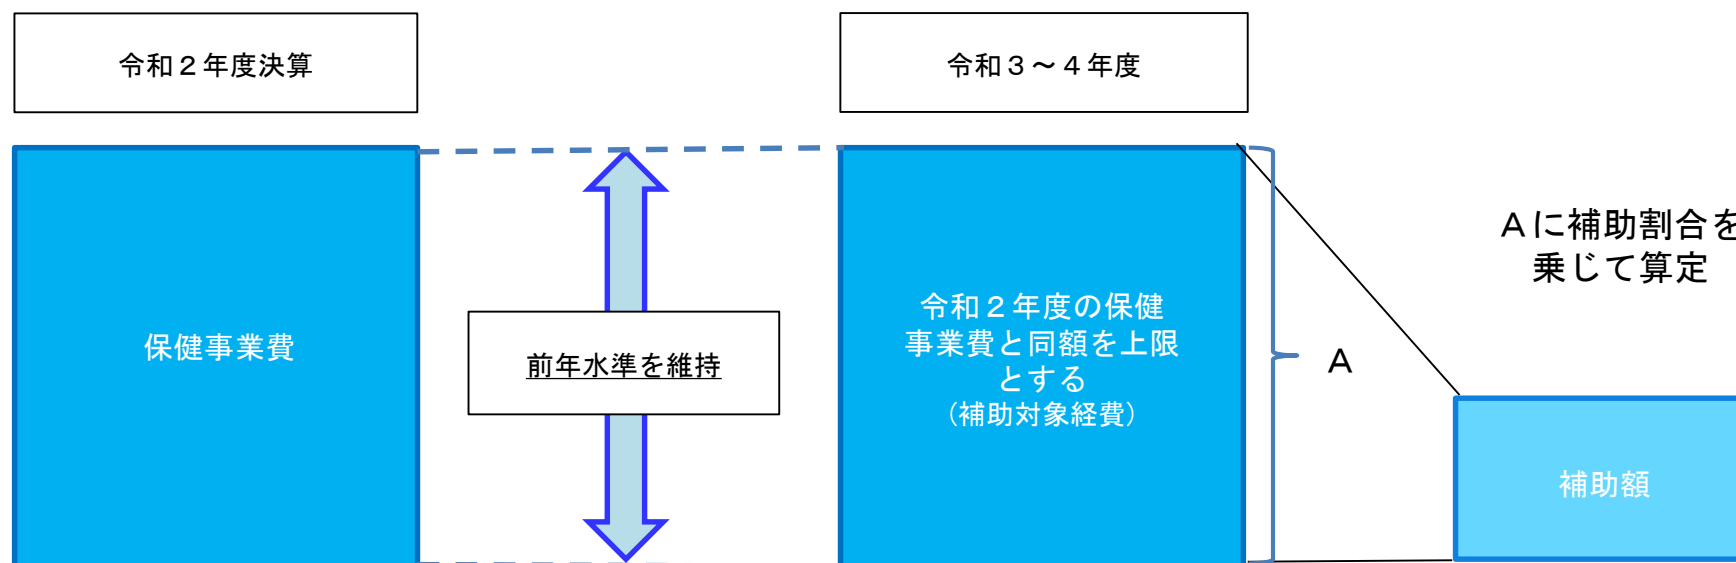 令和２年度決算
令和３～４年度
保健事業費
前年水準を維持
令和２年度の保健
事業費と同額を上限
とする
（補助対象経費）
A
Aに補助割合を
乗じて算定
補助額